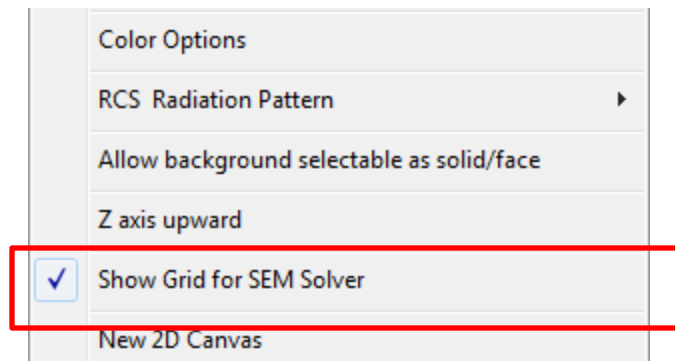 Color Options
RCS  Radiation Pattern
Allow background selectable as solid/face
Z axis upward
Show Grid for SEM Solver
New 2D Canvas